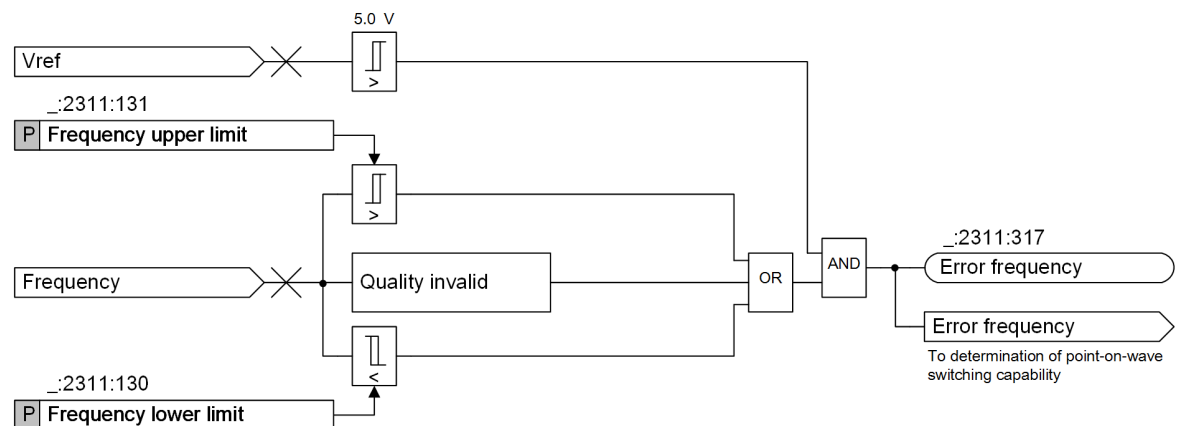 5.0 V
Vref
>
_:2311:131
P Frequency upper limit
>
_:2311:317
AND
Error frequency
Frequency
Quality invalid
OR
Error frequency
To determination of point-on-wave
switching capability
<
_:2311:130
P Frequency lower limit